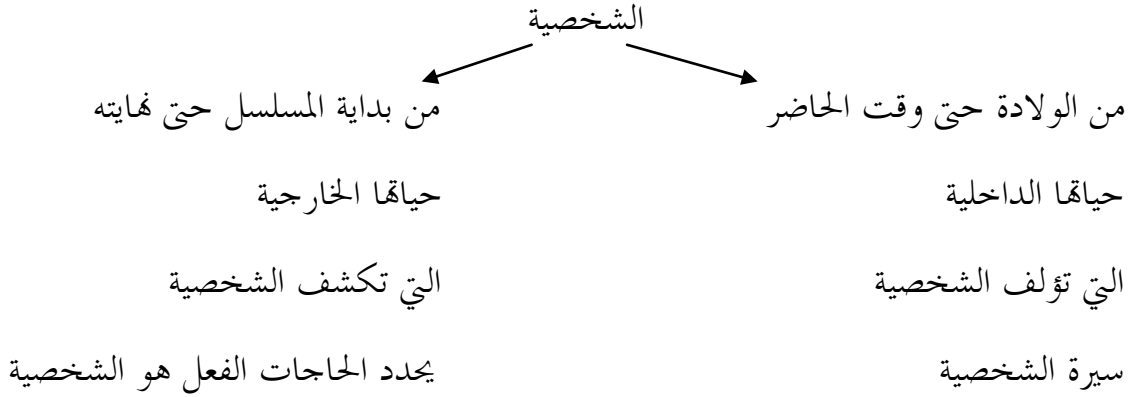 الشخصية
من الولادة حتى وقت الحاضر
من بداية المسلسل حتى نهايته
حياتها الداخلية
حياتها الخارجية
التي تؤلف الشخصية
التي تكشف الشخصية
سيرة الشخصية
يحدد الحاجات الفعل هو الشخصية